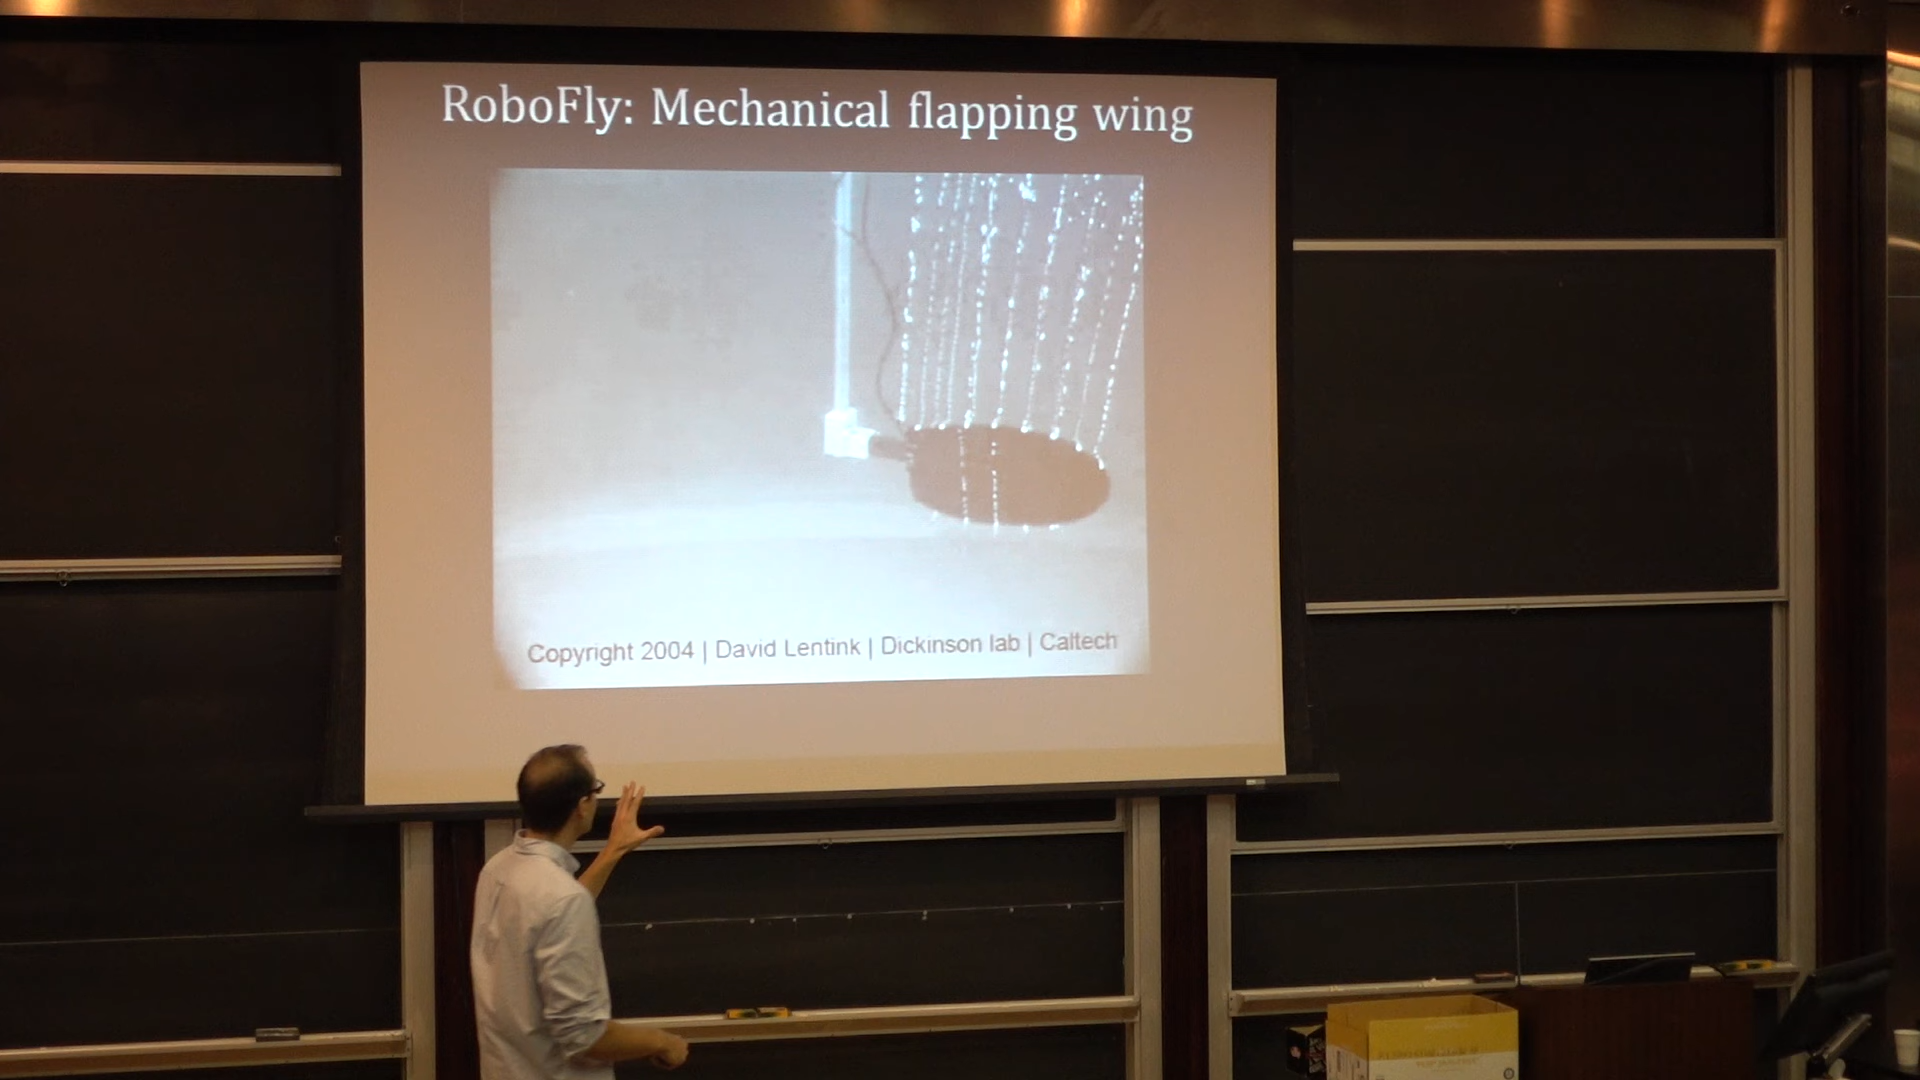 RoboFly: Mechanical flapping wing
Copyright 2004 | David Lentink | Dickinson lab | Caltech